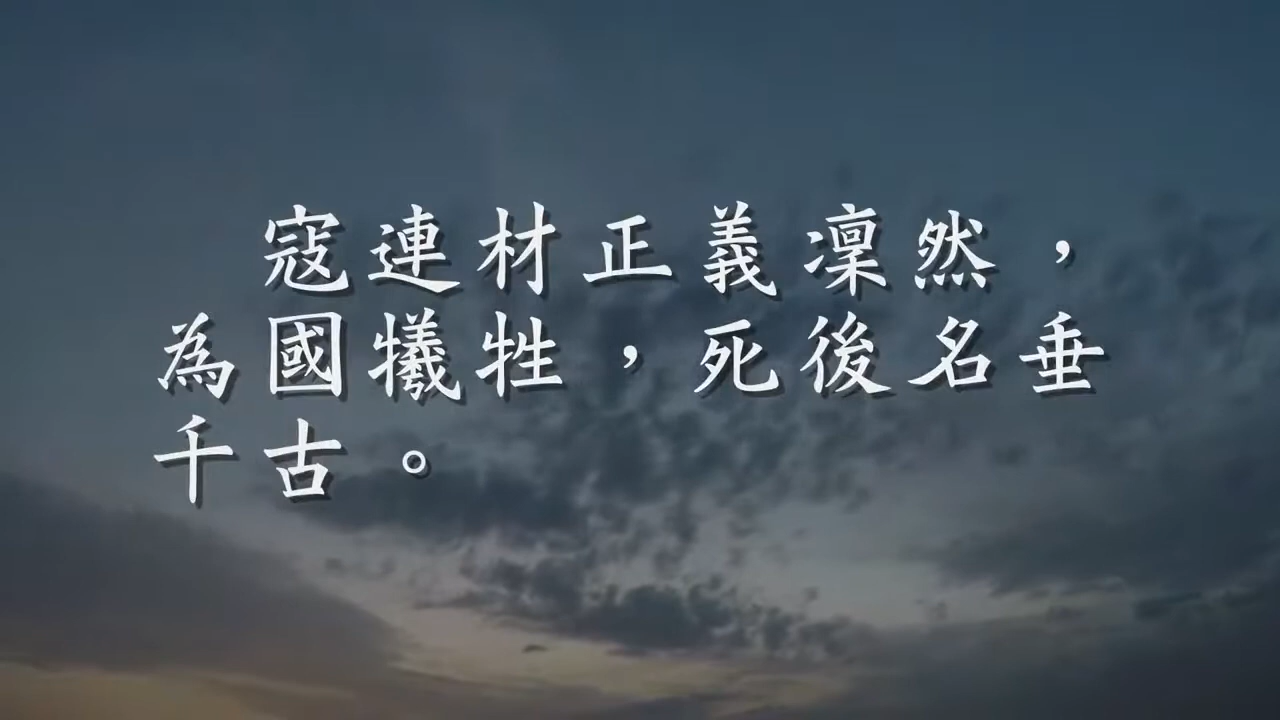 寇連材正義凜然，
為國犧牲，死後名垂
千古。